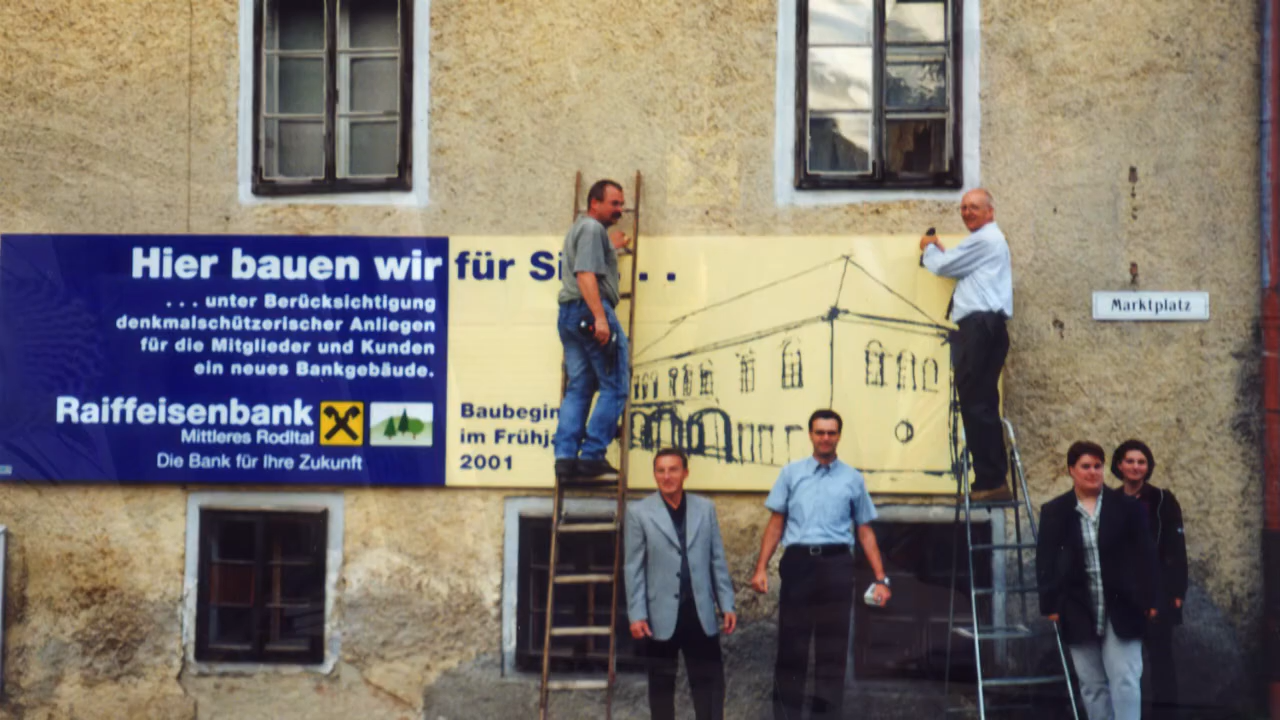 Hier bauen wir für Si. . .
. . . unter Berücksichtigung
denkmalschützerischer Anliegen
für die Mitglieder und Kunden
ein neues Bankgebäude.
Raiffeisenbank
Mittleres Rodltal
Die Bank für Ihre Zukunft
Baubegin
im Frühja
2001
Marktplatz